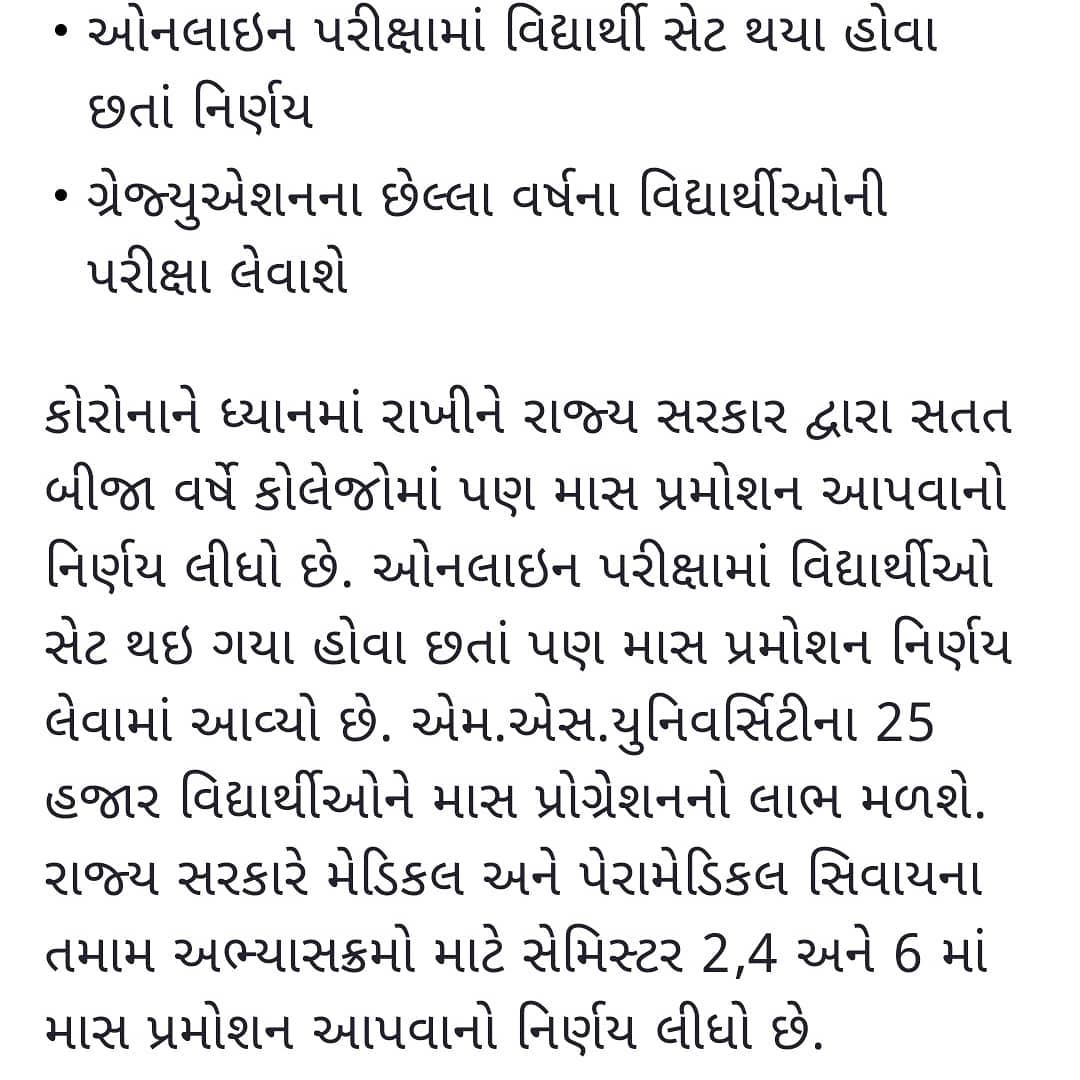 • ઓનલાઇન પરીક્ષામાં વિદ્યાર્થી સેટ થયા હોવા
છતાં નિર્ણય
• ગ્રેજ્યુએશનના છેલ્લા વર્ષના વિદ્યાર્થીઓની
પરીક્ષા લેવાશે
કોરોનાને ધ્યાનમાં રાખીને રાજ્ય સરકાર દ્વારા સતત
બીજા વર્ષે કોલેજોમાં પણ માસ પ્રમોશન આપવાનો
નિર્ણય લીધો છે. ઓનલાઇન પરીક્ષામાં વિદ્યાર્થીઓ
સેટ થઇ ગયા હોવા છતાં પણ માસ પ્રમોશન નિર્ણય
લેવામાં આવ્યો છે. એમ.એસ.યુનિવર્સિટીના 25
હજાર વિદ્યાર્થીઓને માસ પ્રોગ્રેશનનો લાભ મળશે.
રાજ્ય સરકારે મેડિકલ અને પેરામેડિકલ સિવાયના
તમામ અભ્યાસક્રમો માટે સેમિસ્ટર 2,4 અને 6 માં
માસ પ્રમોશન આપવાનો નિર્ણય લીધો છે.